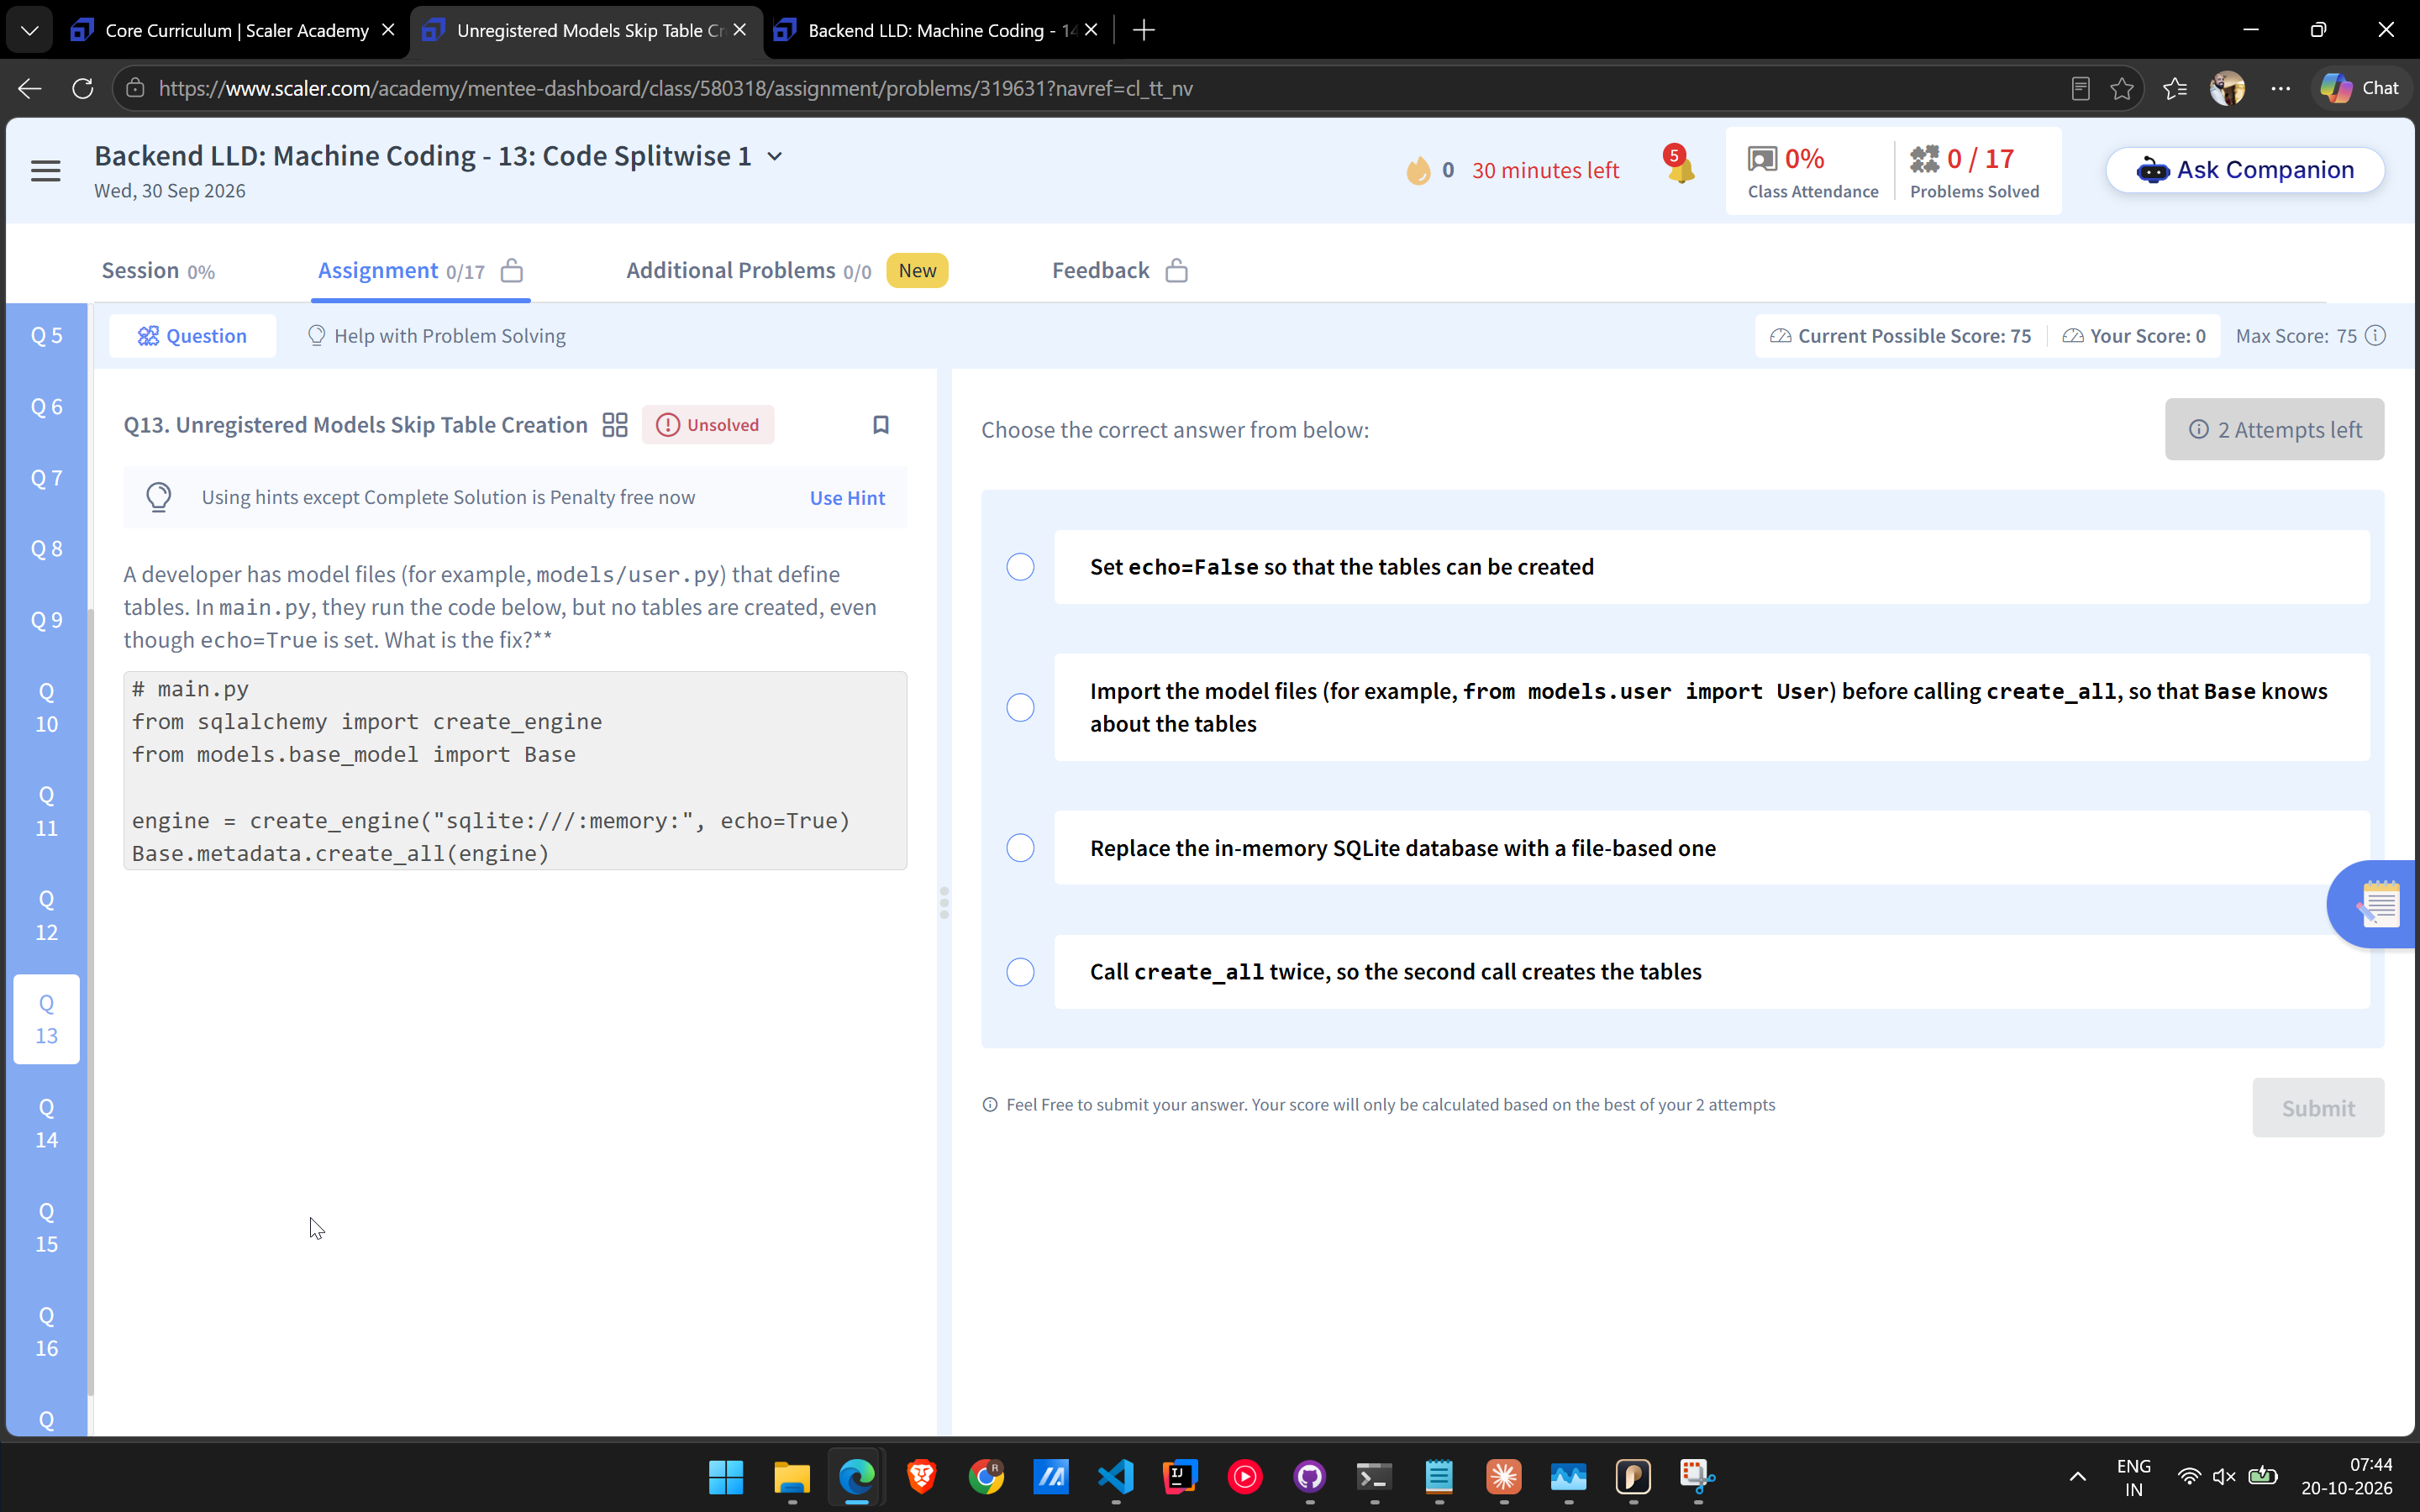 Core Curriculum | Scaler Academy
Unregistered Models Skip Table Cr
Backend LLD: Machine Coding - 14
https://www.scaler.com/academy/mentee-dashboard/class/580318/assignment/problems/319631?navref=cl_tt_nv
Chat
Backend LLD: Machine Coding - 13: Code Splitwise 1
Wed, 30 Sep 2026
0
30 minutes left
5
0%
Class Attendance
0 / 17
Problems Solved
Ask Companion
Session 0%
Assignment 0/17
Additional Problems 0/0
New
Feedback
Q 5
Q 6
Q 7
Q 8
Q 9
Q
10
Q
11
Q
12
Q
13
Q
14
Q
15
Q
16
Q
Question
Help with Problem Solving
Current Possible Score: 75
Your Score: 0
Max Score: 75
Q13. Unregistered Models Skip Table Creation
Unsolved
Using hints except Complete Solution is Penalty free now
Use Hint
A developer has model files (for example, models/user.py) that define
tables. In main.py, they run the code below, but no tables are created, even
though echo=True is set. What is the fix?**
# main.py
from sqlalchemy import create_engine
from models.base_model import Base
engine = create_engine("sqlite:///:memory:", echo=True)
Base.metadata.create_all(engine)
Choose the correct answer from below:
2 Attempts left
Set echo=False so that the tables can be created
Import the model files (for example, from models.user import User) before calling create_all, so that Base knows
about the tables
Replace the in-memory SQLite database with a file-based one
Call create_all twice, so the second call creates the tables
Feel Free to submit your answer. Your score will only be calculated based on the best of your 2 attempts
Submit
ENG
IN
07:44
20-10-2026